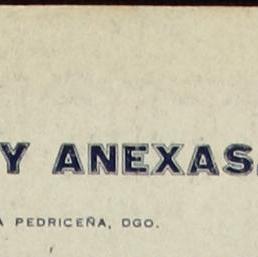 Y ANEXAS.
A PEDRICEÑA, DGO.